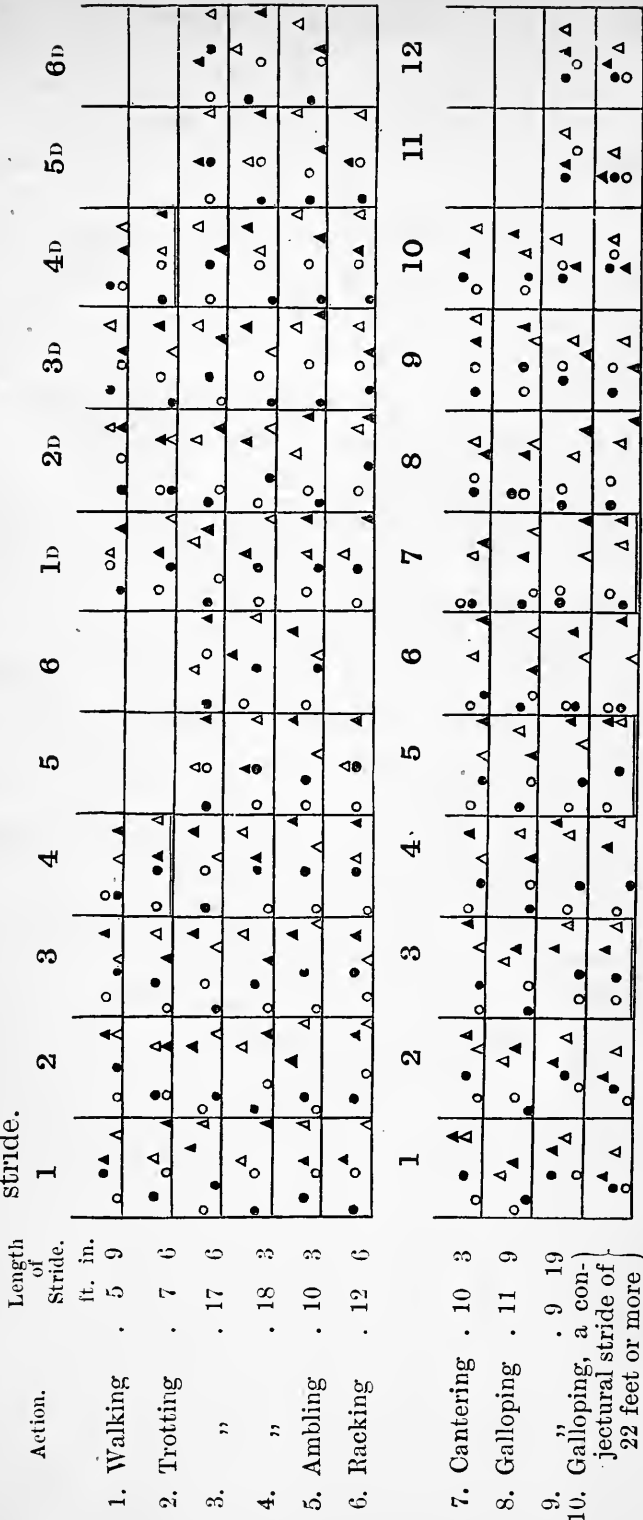 stride.
Action. Length of Stride. 1 2 3 4 5 6 1D 2D 3D 4D 5D 6D
ft. in.
1. Walking . 5 9
2. Trotting . 7 6
3. „ . 17 6
4. „ . 18 3
5. Ambling . 10 3
6. Racking . 12 6
1 2 3 4 5 6 7 8 9 10 11 12
7. Cantering . 10 3
8. Galloping . 11 9
9. „ . 9 19
10. Galloping, a con-
jectural stride of
22 feet or more